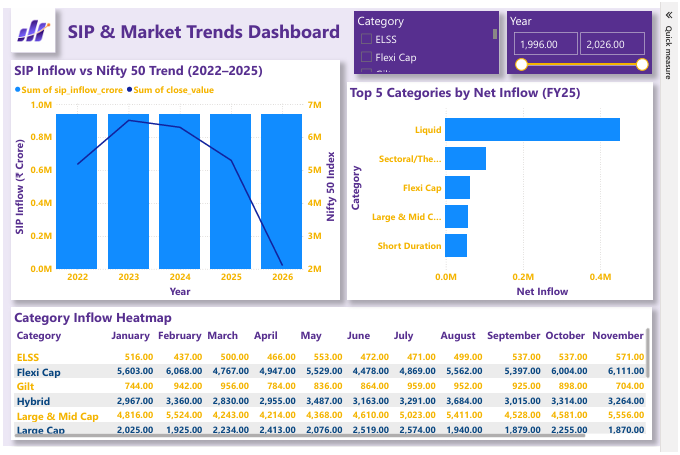 SIP & Market Trends Dashboard
Category
ELSS
Flexi Cap
Year
1,996.00 2,026.00
Quick measure
SIP Inflow vs Nifty 50 Trend (2022–2025)
Sum of sip_inflow_crore Sum of close_value
SIP Inflow (₹ Crore)
1.0M
0.8M
0.6M
0.4M
0.2M
0.0M
7M
6M
5M
4M
3M
2M
Nifty 50 Index
2022 2023 2024 2025 2026
Year
Top 5 Categories by Net Inflow (FY25)
Category
Liquid
Sectoral/The...
Flexi Cap
Large & Mid C...
Short Duration
0.0M 0.2M 0.4M
Net Inflow
Category Inflow Heatmap
Category January February March April May June July August September October November
ELSS 516.00 437.00 500.00 466.00 553.00 472.00 471.00 499.00 537.00 537.00 571.00
Flexi Cap 5,603.00 6,068.00 4,767.00 4,947.00 5,529.00 4,478.00 4,869.00 5,562.00 5,397.00 6,004.00 6,111.00
Gilt 744.00 942.00 956.00 784.00 836.00 864.00 959.00 952.00 925.00 898.00 704.00
Hybrid 2,967.00 3,360.00 2,830.00 2,955.00 3,487.00 3,163.00 3,291.00 3,684.00 3,015.00 3,314.00 3,264.00
Large & Mid Cap 4,816.00 5,524.00 4,243.00 4,214.00 4,368.00 4,610.00 5,023.00 5,411.00 4,528.00 4,581.00 5,556.00
Large Cap 2,025.00 1,925.00 2,234.00 2,413.00 2,076.00 2,519.00 2,574.00 1,940.00 1,879.00 2,255.00 1,870.00